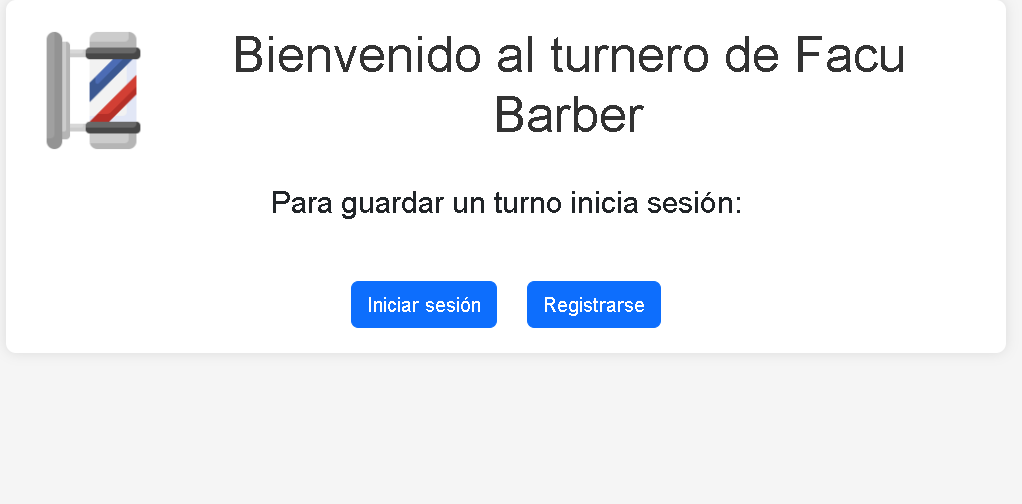 Bienvenido al turnero de Facu
Barber
Para guardar un turno inicia sesión:
Iniciar sesión
Registrarse